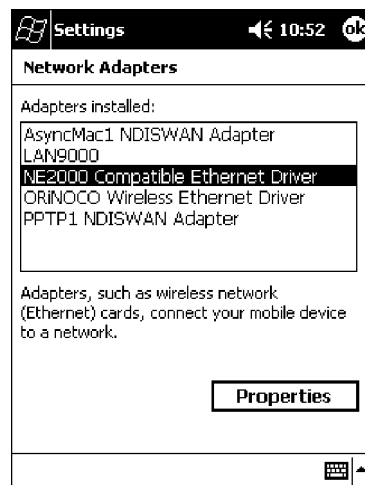 Settings 10:52 ok
Network Adapters
Adapters installed:
AsyncMac1 NDISWAN Adapter
LAN9000
NE2000 Compatible Ethernet Driver
ORiNOCO Wireless Ethernet Driver
PPTP1 NDISWAN Adapter
Adapters, such as wireless network
(Ethernet) cards, connect your mobile device
to a network.
Properties